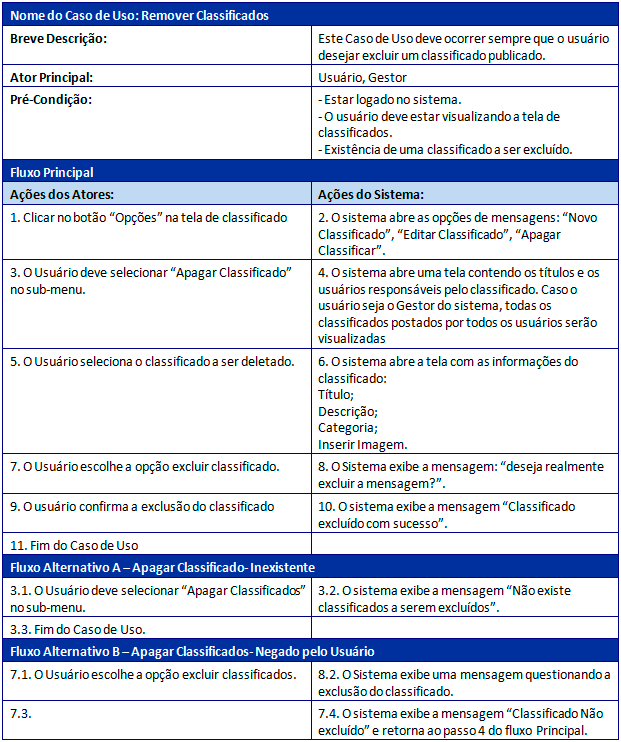 Nome do Caso de Uso: Remover Classificados
Breve Descrição:
Este Caso de Uso deve ocorrer sempre que o usuário
desejar excluir um classificado publicado.
Ator Principal:
Usuário, Gestor
Pré-Condição:
- Estar logado no sistema.
- O usuário deve estar visualizando a tela de
classificados.
- Existência de uma classificado a ser excluído.
Fluxo Principal
Ações dos Atores:
Ações do Sistema:
1. Clicar no botão “Opções” na tela de classificado
2. O sistema abre as opções de mensagens: “Novo
Classificado”, “Editar Classificado”, “Apagar
Classificar”.
3. O Usuário deve selecionar “Apagar Classificado”
no sub-menu.
4. O sistema abre uma tela contendo os títulos e os
usuários responsáveis pelo classificado. Caso o
usuário seja o Gestor do sistema, todas os
classificados postados por todos os usuários serão
visualizadas
5. O Usuário seleciona o classificado a ser deletado.
6. O sistema abre a tela com as informações do
classificado:
Título;
Descrição;
Categoria;
Inserir Imagem.
7. O Usuário escolhe a opção excluir classificado.
8. O Sistema exibe a mensagem: “deseja realmente
excluir a mensagem?”.
9. O usuário confirma a exclusão do classificado
10. O sistema exibe a mensagem “Classificado
excluído com sucesso”.
11. Fim do Caso de Uso
Fluxo Alternativo A – Apagar Classificado- Inexistente
3.1. O Usuário deve selecionar “Apagar Classificados”
no sub-menu.
3.2. O sistema exibe a mensagem “Não existe
classificados a serem excluídos”.
3.3. Fim do Caso de Uso.
Fluxo Alternativo B – Apagar Classificados- Negado pelo Usuário
7.1. O Usuário escolhe a opção excluir classificados.
8.2. O Sistema exibe uma mensagem questionando a
exclusão do classificado.
7.3.
7.4. O sistema exibe a mensagem “Classificado Não
excluído” e retorna ao passo 4 do fluxo Principal.